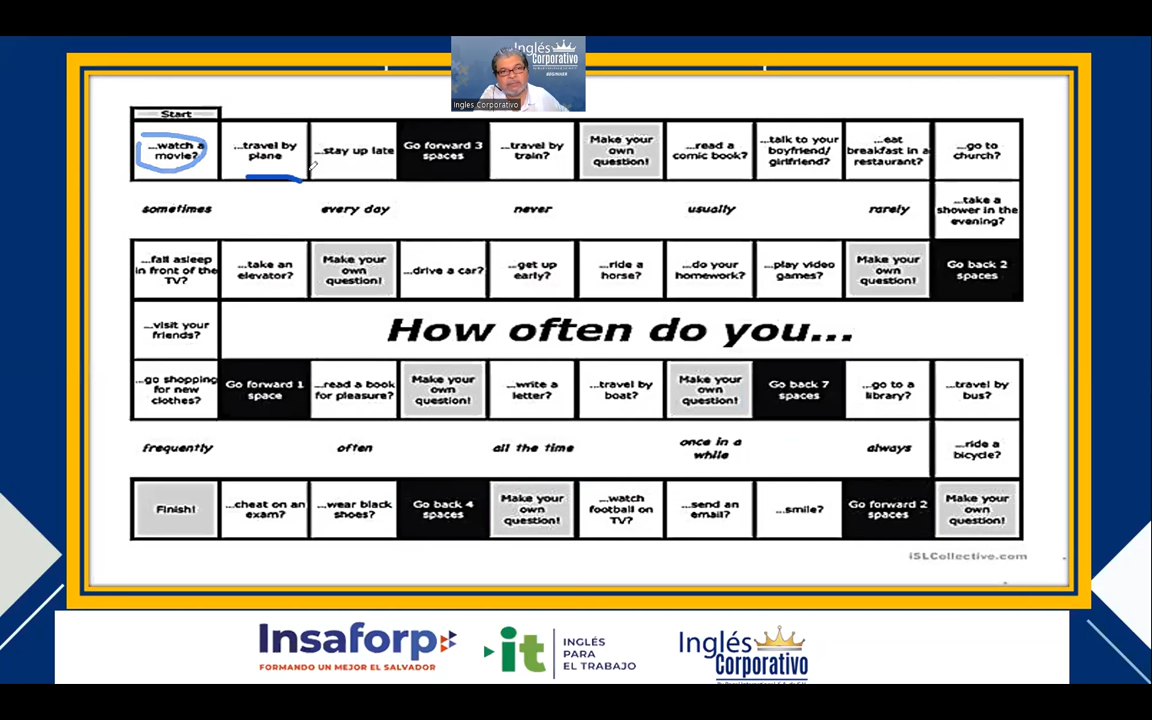 Inglés
Corporativo
BEGINNER
Ingles Corporativo
Start
...watch a
movie?
...travel by
plane
...stay up late
Go forward 3
spaces
...travel by
train?
Make your
own
question!
...read a
comic book?
...talk to your
boyfriend/
girlfriend?
...eat
breakfast in a
restaurant?
...go to
church?
sometimes
every day
never
usually
rarely
...take a
shower in the
evening?
...fall asleep
in front of the
TV?
...take an
elevator?
Make your
own
question!
...drive a car?
...get up
early?
...ride a
horse?
...do your
homework?
...play video
games?
Make your
own
question!
Go back 2
spaces
...visit your
friends?
How often do you...
...go shopping
for new
clothes?
Go forward 1
space
...read a book
for pleasure?
Make your
own
question!
...write a
letter?
...travel by
boat?
Make your
own
question!
Go back 7
spaces
...go to a
library?
...travel by
bus?
frequently
often
all the time
once in a
while
always
...ride a
bicycle?
Finish!
...cheat on an
exam?
...wear black
shoes?
Go back 4
spaces
Make your
own
question!
...watch
football on
TV?
...send an
email?
...smile?
Go forward 2
spaces
Make your
own
question!
iSLCollective.com
Insaforp
FORMANDO UN MEJOR EL SALVADOR
it
INGLÉS
PARA
EL TRABAJO
Inglés
Corporativo